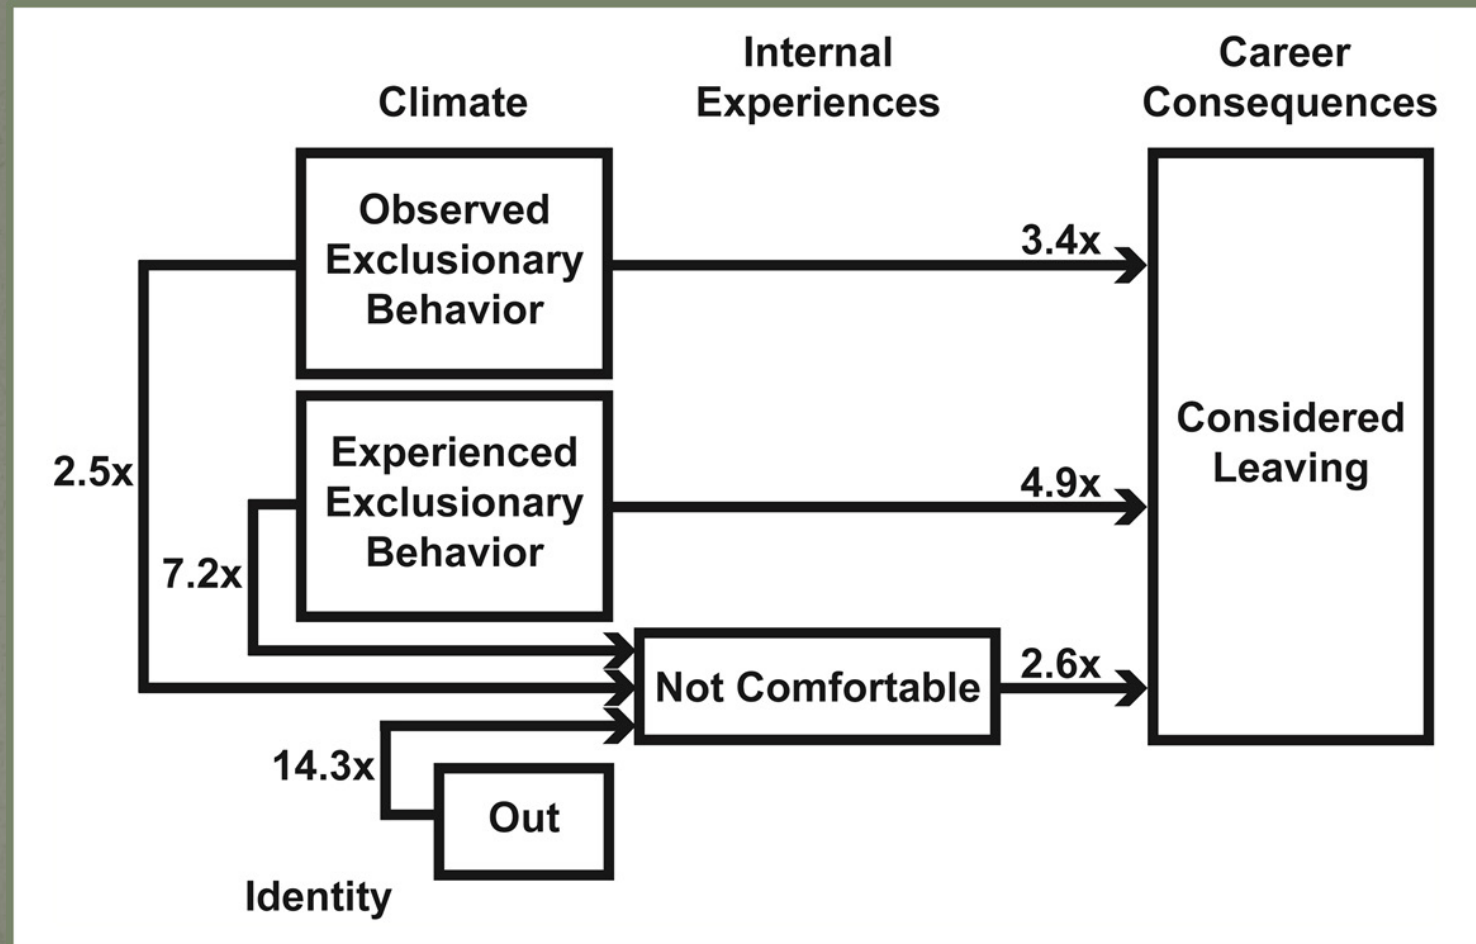 Climate
Internal
Experiences
Career
Consequences
Observed
Exclusionary
Behavior
3.4x
2.5x
Experienced
Exclusionary
Behavior
4.9x
7.2x
Considered
Leaving
Not Comfortable
2.6x
14.3x
Out
Identity